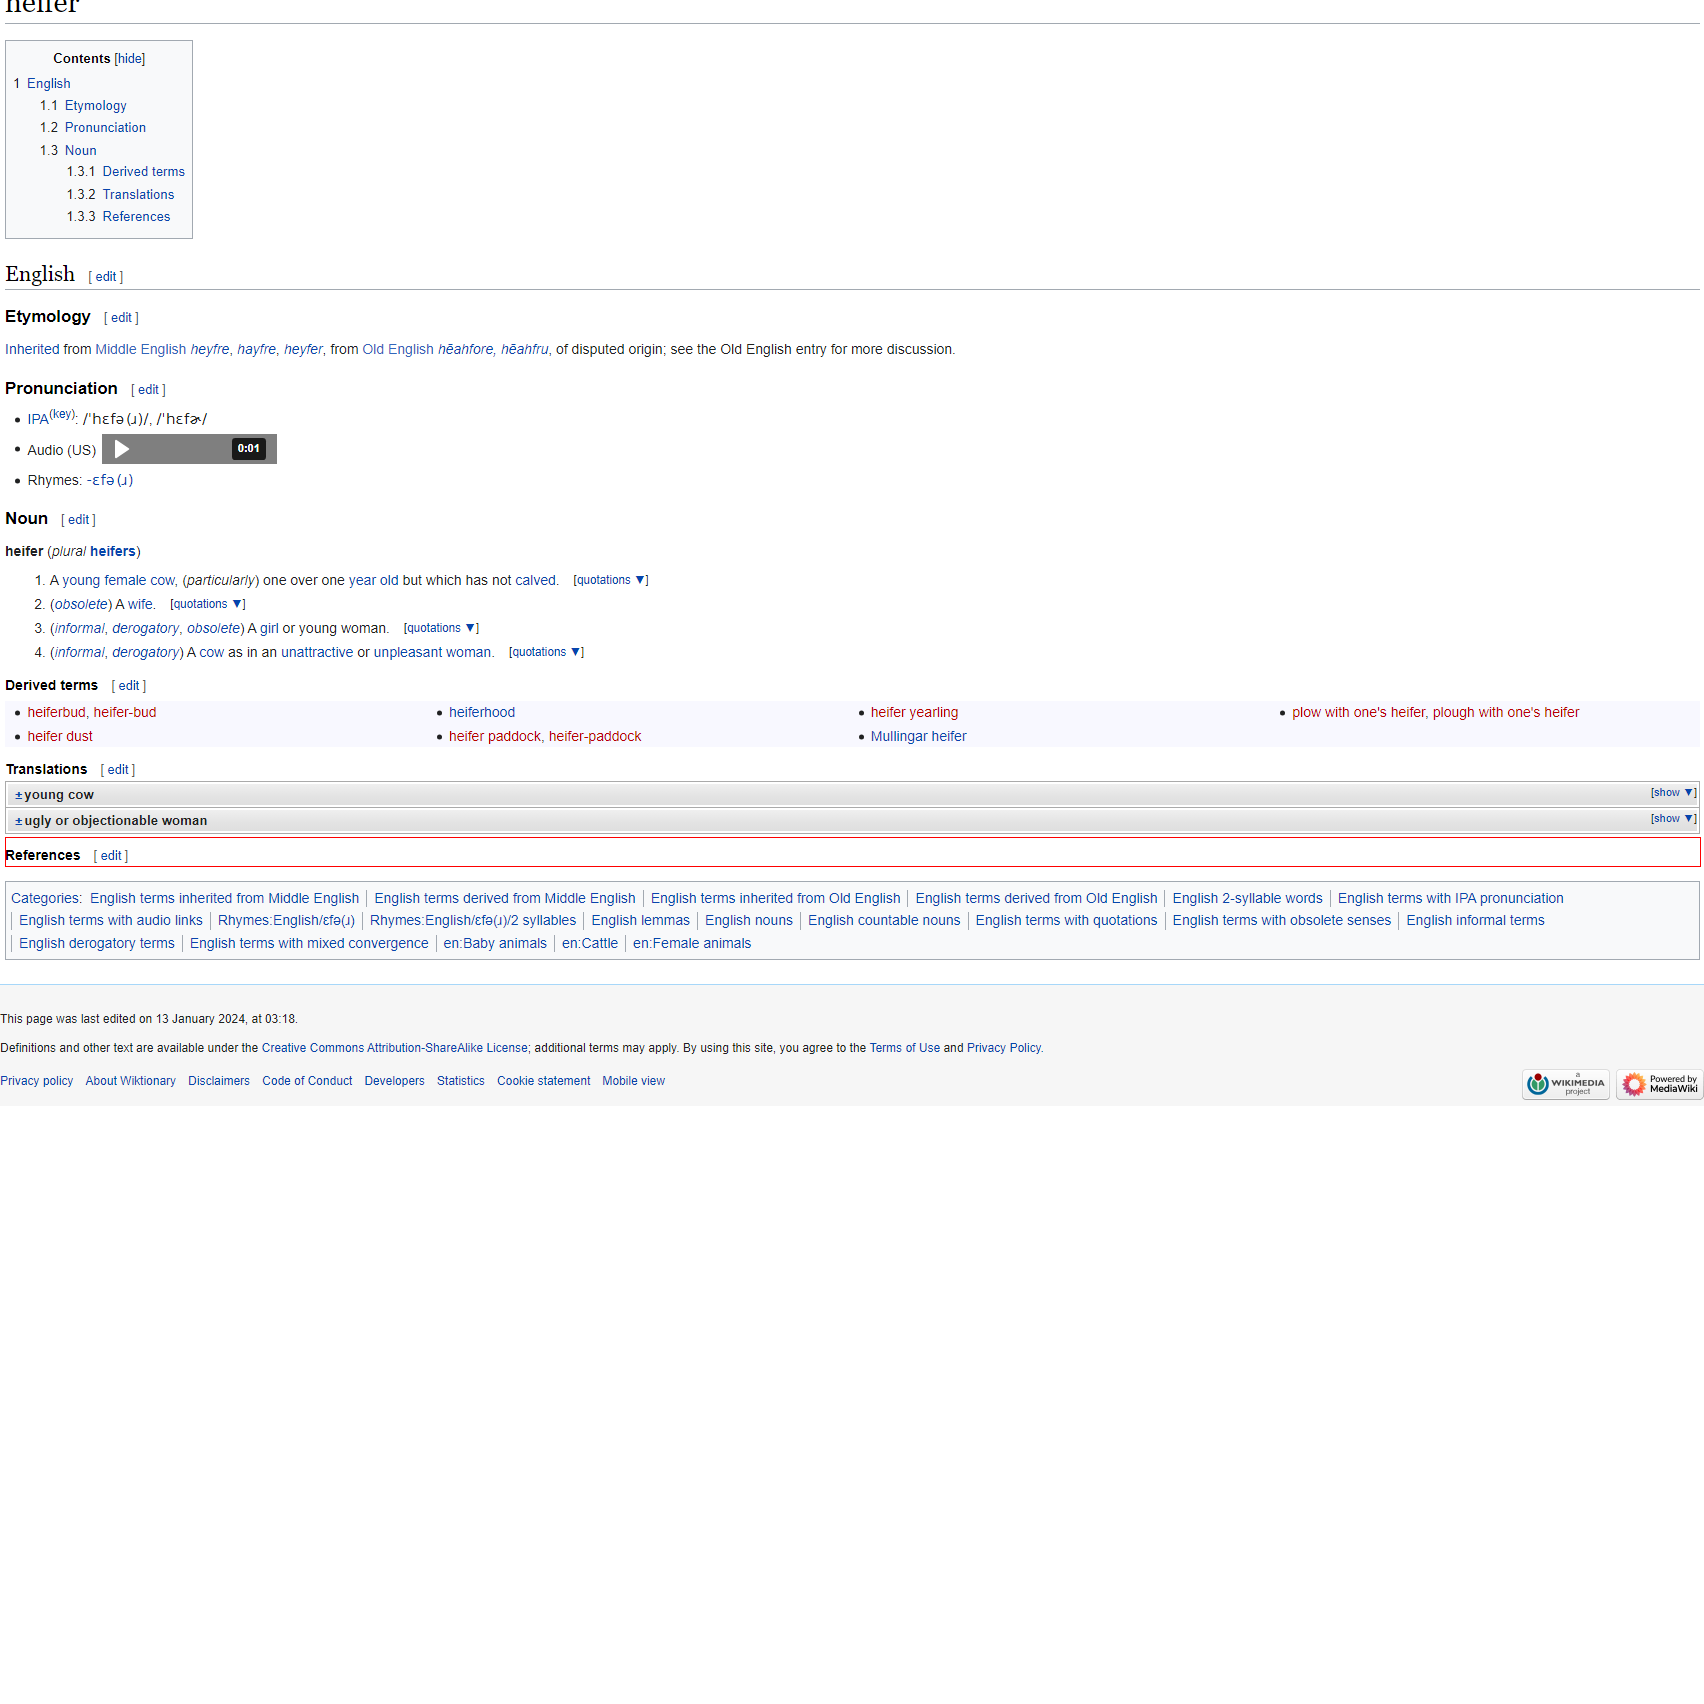 heifer
Contents [hide]
1 English
1.1 Etymology
1.2 Pronunciation
1.3 Noun
1.3.1 Derived terms
1.3.2 Translations
1.3.3 References
English [ edit ]
Etymology [ edit ]
Inherited from Middle English heyfre, hayfre, heyfer, from Old English hēahfore, hēahfru, of disputed origin; see the Old English entry for more discussion.
Pronunciation [ edit ]
• IPA(key): /ˈhɛfə(ɹ)/, /ˈhɛfɚ/
• Audio (US) 0:01
• Rhymes: -ɛfə(ɹ)
Noun [ edit ]
heifer (plural heifers)
1. A young female cow, (particularly) one over one year old but which has not calved. [quotations ▼]
2. (obsolete) A wife. [quotations ▼]
3. (informal, derogatory, obsolete) A girl or young woman. [quotations ▼]
4. (informal, derogatory) A cow as in an unattractive or unpleasant woman. [quotations ▼]
Derived terms [ edit ]
• heiferbud, heifer-bud
• heifer dust
• heiferhood
• heifer paddock, heifer-paddock
• heifer yearling
• Mullingar heifer
• plow with one's heifer, plough with one's heifer
Translations [ edit ]
± young cow [show ▼]
± ugly or objectionable woman [show ▼]
References [ edit ]
Categories: English terms inherited from Middle English | English terms derived from Middle English | English terms inherited from Old English | English terms derived from Old English | English 2-syllable words | English terms with IPA pronunciation
| English terms with audio links | Rhymes:English/ɛfə(ɹ) | Rhymes:English/ɛfə(ɹ)/2 syllables | English lemmas | English nouns | English countable nouns | English terms with quotations | English terms with obsolete senses | English informal terms
| English derogatory terms | English terms with mixed convergence | en:Baby animals | en:Cattle | en:Female animals
This page was last edited on 13 January 2024, at 03:18.
Definitions and other text are available under the Creative Commons Attribution-ShareAlike License; additional terms may apply. By using this site, you agree to the Terms of Use and Privacy Policy.
Privacy policy About Wiktionary Disclaimers Code of Conduct Developers Statistics Cookie statement Mobile view
a
WIKIMEDIA
project
Powered by
MediaWiki